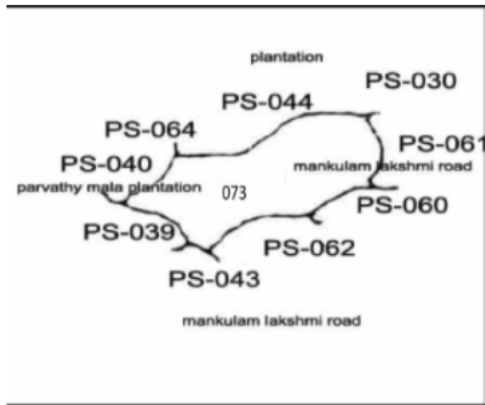 plantation
PS-030
PS-044
PS-064
PS-061
PS-040
mankulam lakshmi road
parvathy mala plantation
073
PS-060
PS-039
PS-062
PS-043
mankulam lakshmi road